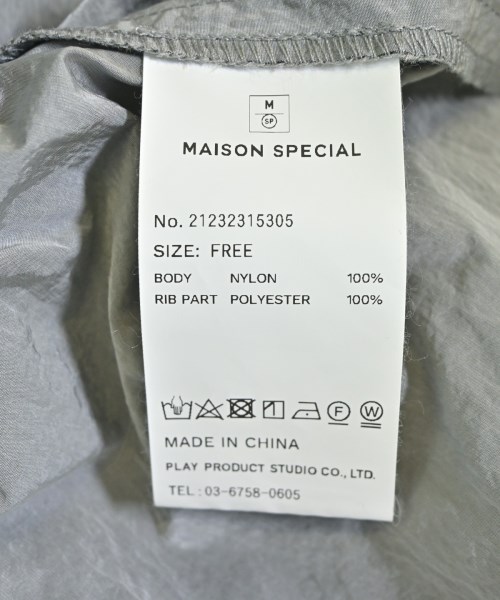 M
SP
MAISON SPECIAL
No. 21232315305
SIZE: FREE
BODY NYLON 100%
RIB PART POLYESTER 100%
F W
MADE IN CHINA
PLAY PRODUCT STUDIO CO., LTD.
TEL : 03-6758-0605